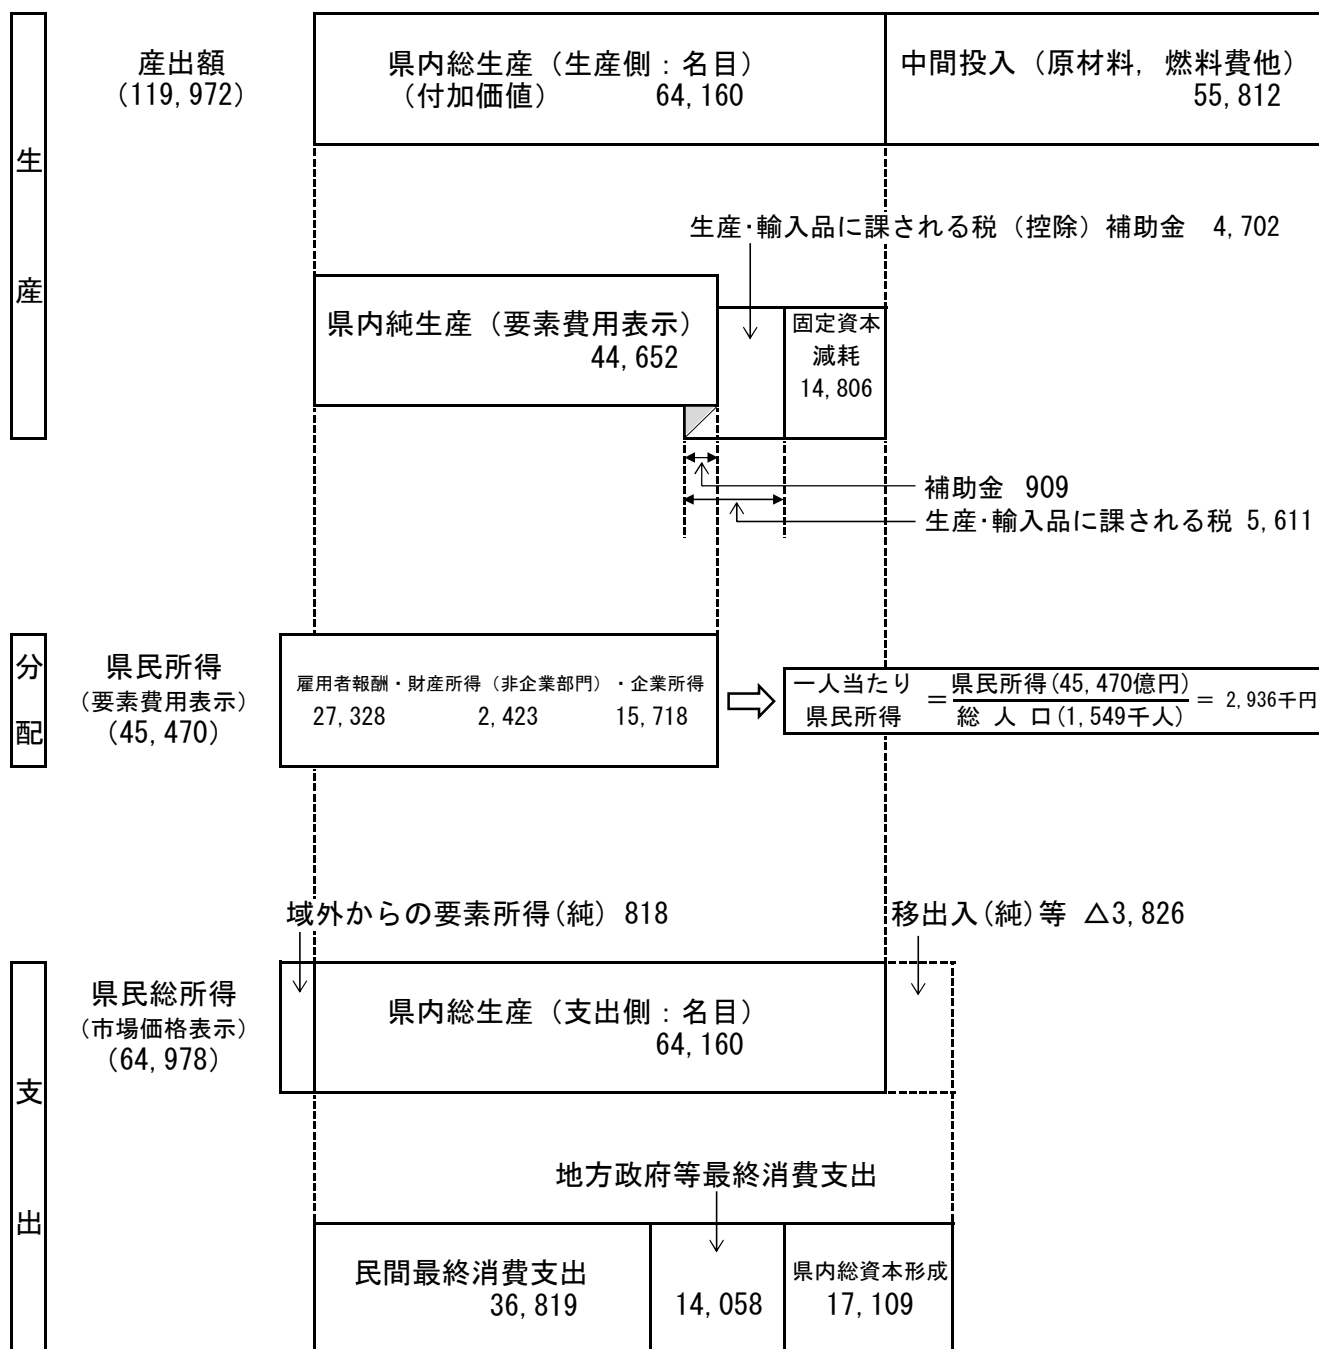 生産
産出額
(119,972)
県内総生産（生産側：名目）
（付加価値） 64,160
中間投入（原材料，燃料費他）
55,812
生産・輸入品に課される税（控除）補助金 4,702
県内純生産（要素費用表示）
44,652
固定資本
減耗
14,806
補助金 909
生産・輸入品に課される税 5,611
分配
県民所得
(要素費用表示)
(45,470)
雇用者報酬・財産所得（非企業部門）・企業所得
27,328 2,423 15,718
一人当たり
県民所得
＝
県民所得(45,470億円)
総 人 口(1,549千人)
＝ 2,936千円
域外からの要素所得(純) 818
移出入(純)等 △3,826
支出
県民総所得
(市場価格表示)
(64,978)
県内総生産（支出側：名目）
64,160
地方政府等最終消費支出
民間最終消費支出
36,819
14,058
県内総資本形成
17,109